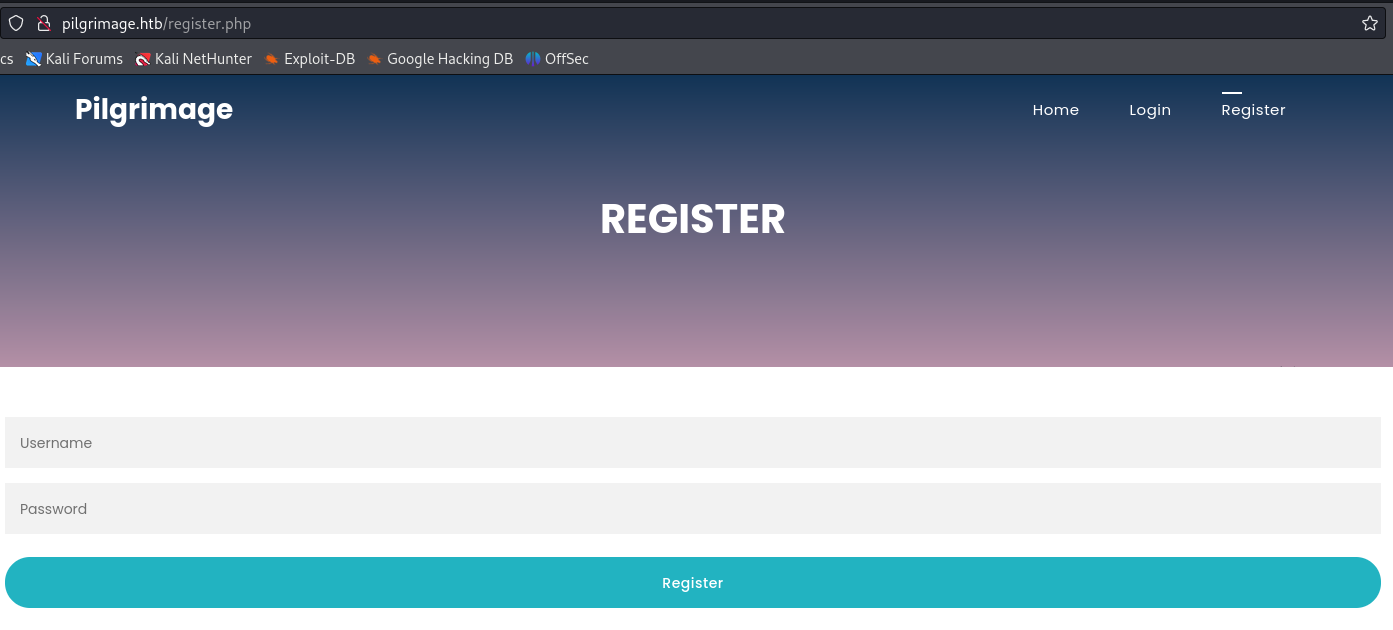 pilgrimage.htb/register.php
cs Kali Forums Kali NetHunter Exploit-DB Google Hacking DB OffSec
Pilgrimage Home Login Register
REGISTER
Username
Password
Register